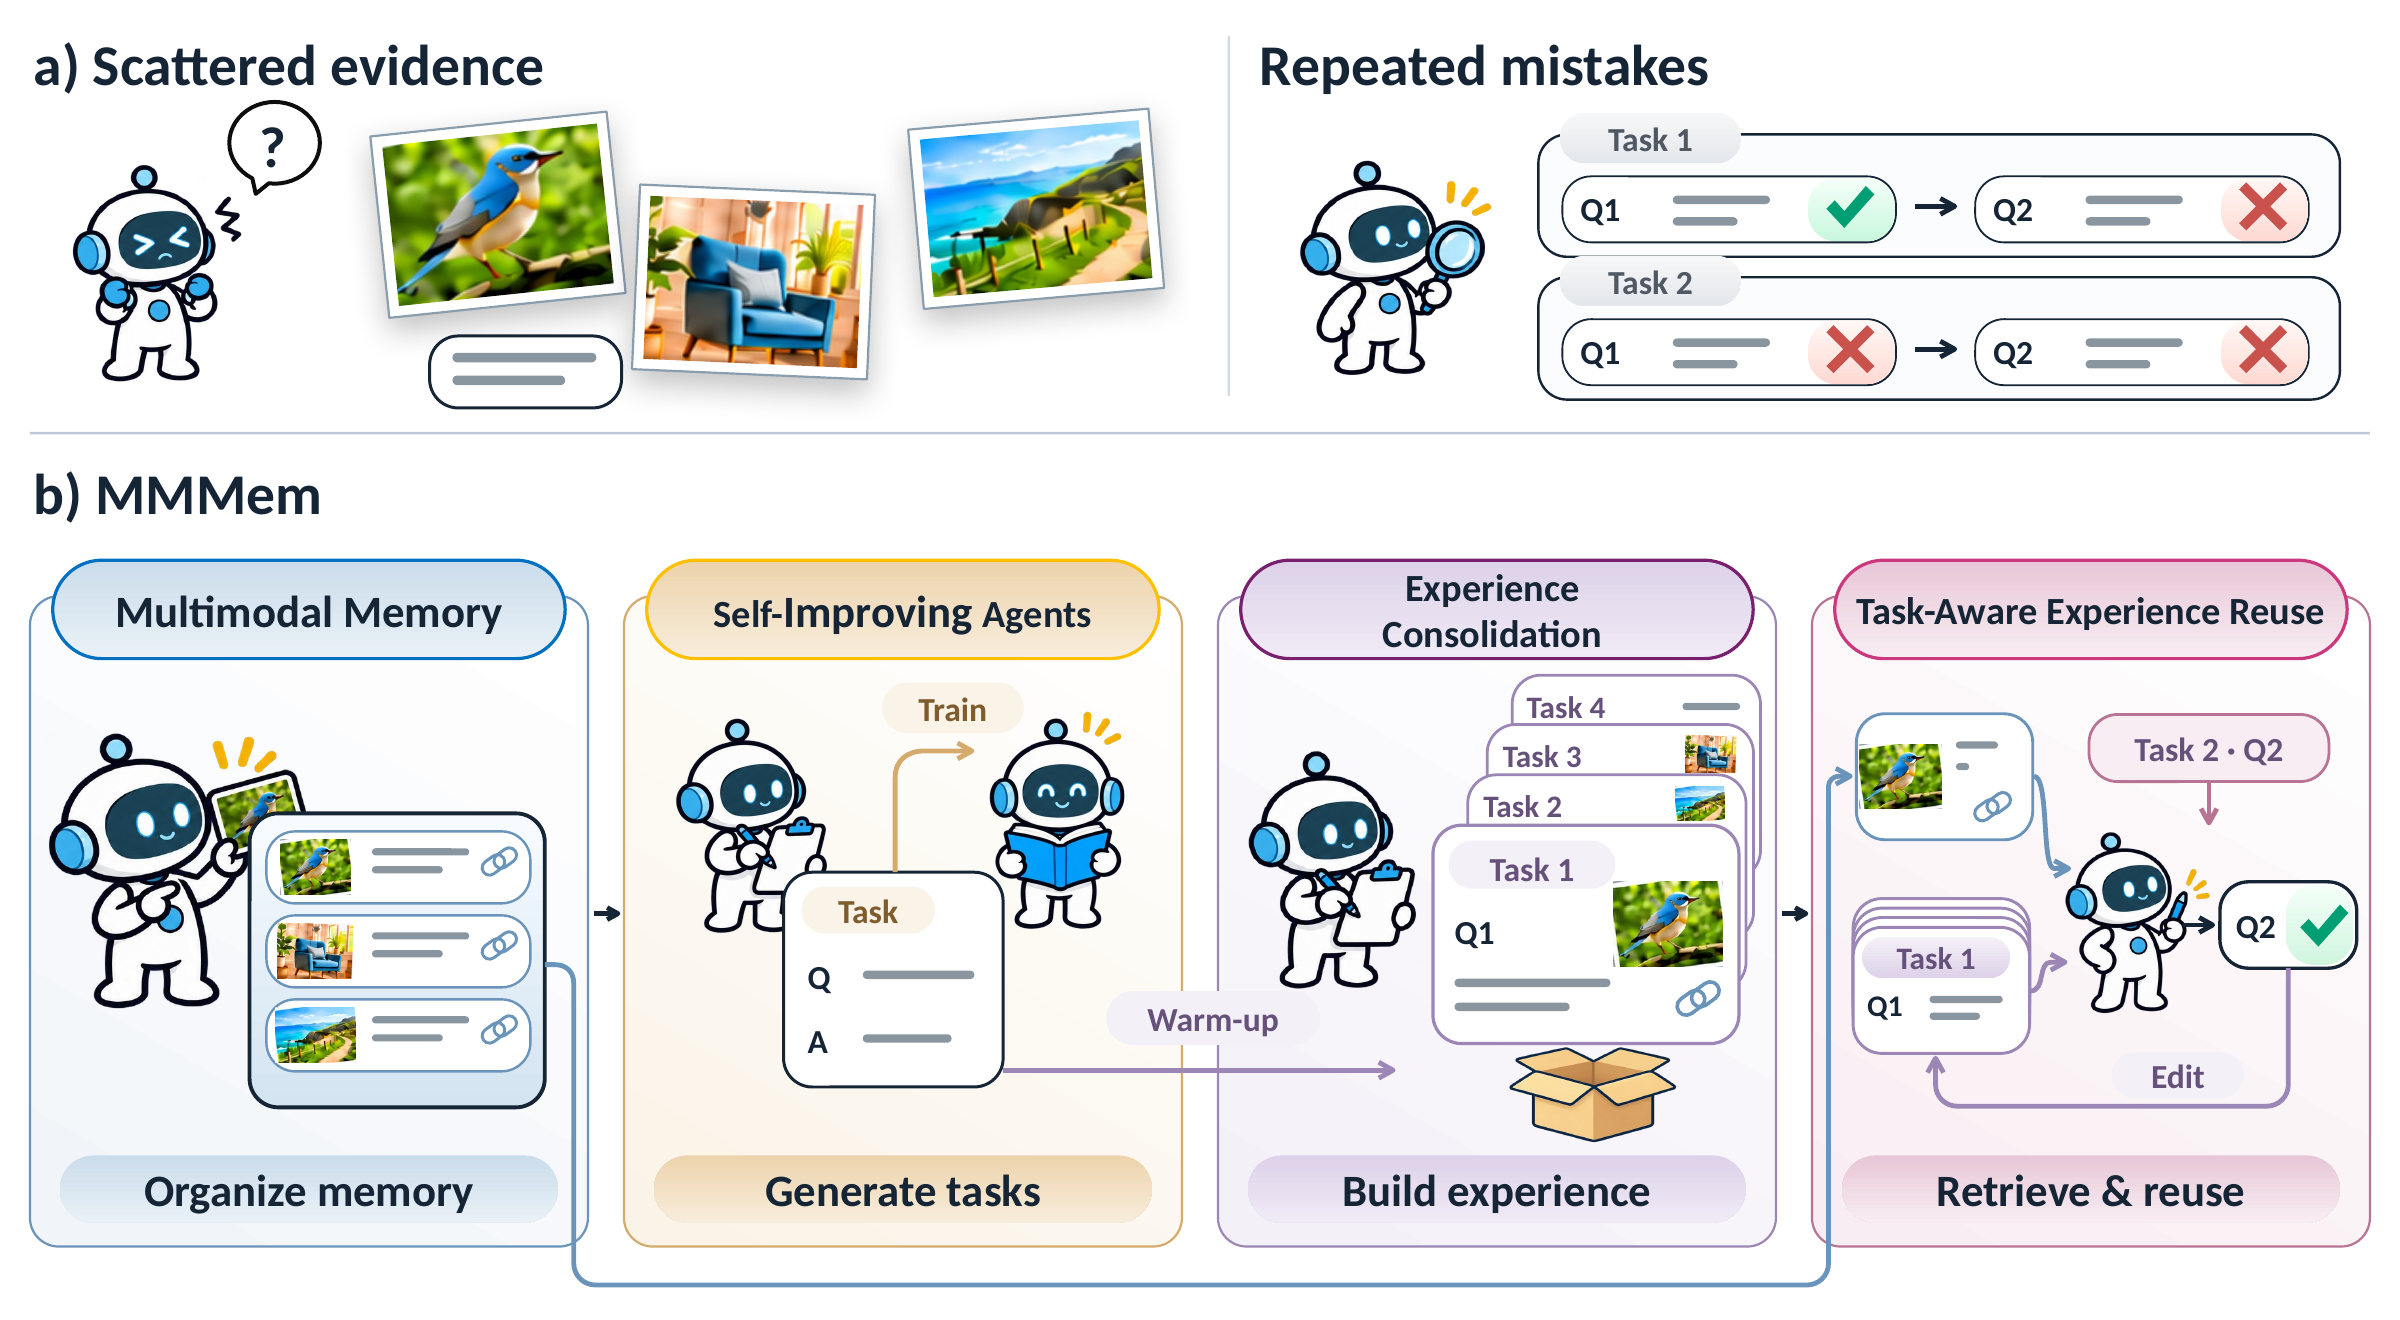 a) Scattered evidence
?
Repeated mistakes
Task 1
Q1
Q2
Task 2
Q1
Q2
b) MMMem
Multimodal Memory
Organize memory
Self-Improving Agents
Train
Task
Q
A
Generate tasks
Warm-up
Experience
Consolidation
Task 4
Task 3
Task 2
Task 1
Q1
Build experience
Task-Aware Experience Reuse
Task 2 · Q2
Task 1
Q1
Q2
Edit
Retrieve & reuse